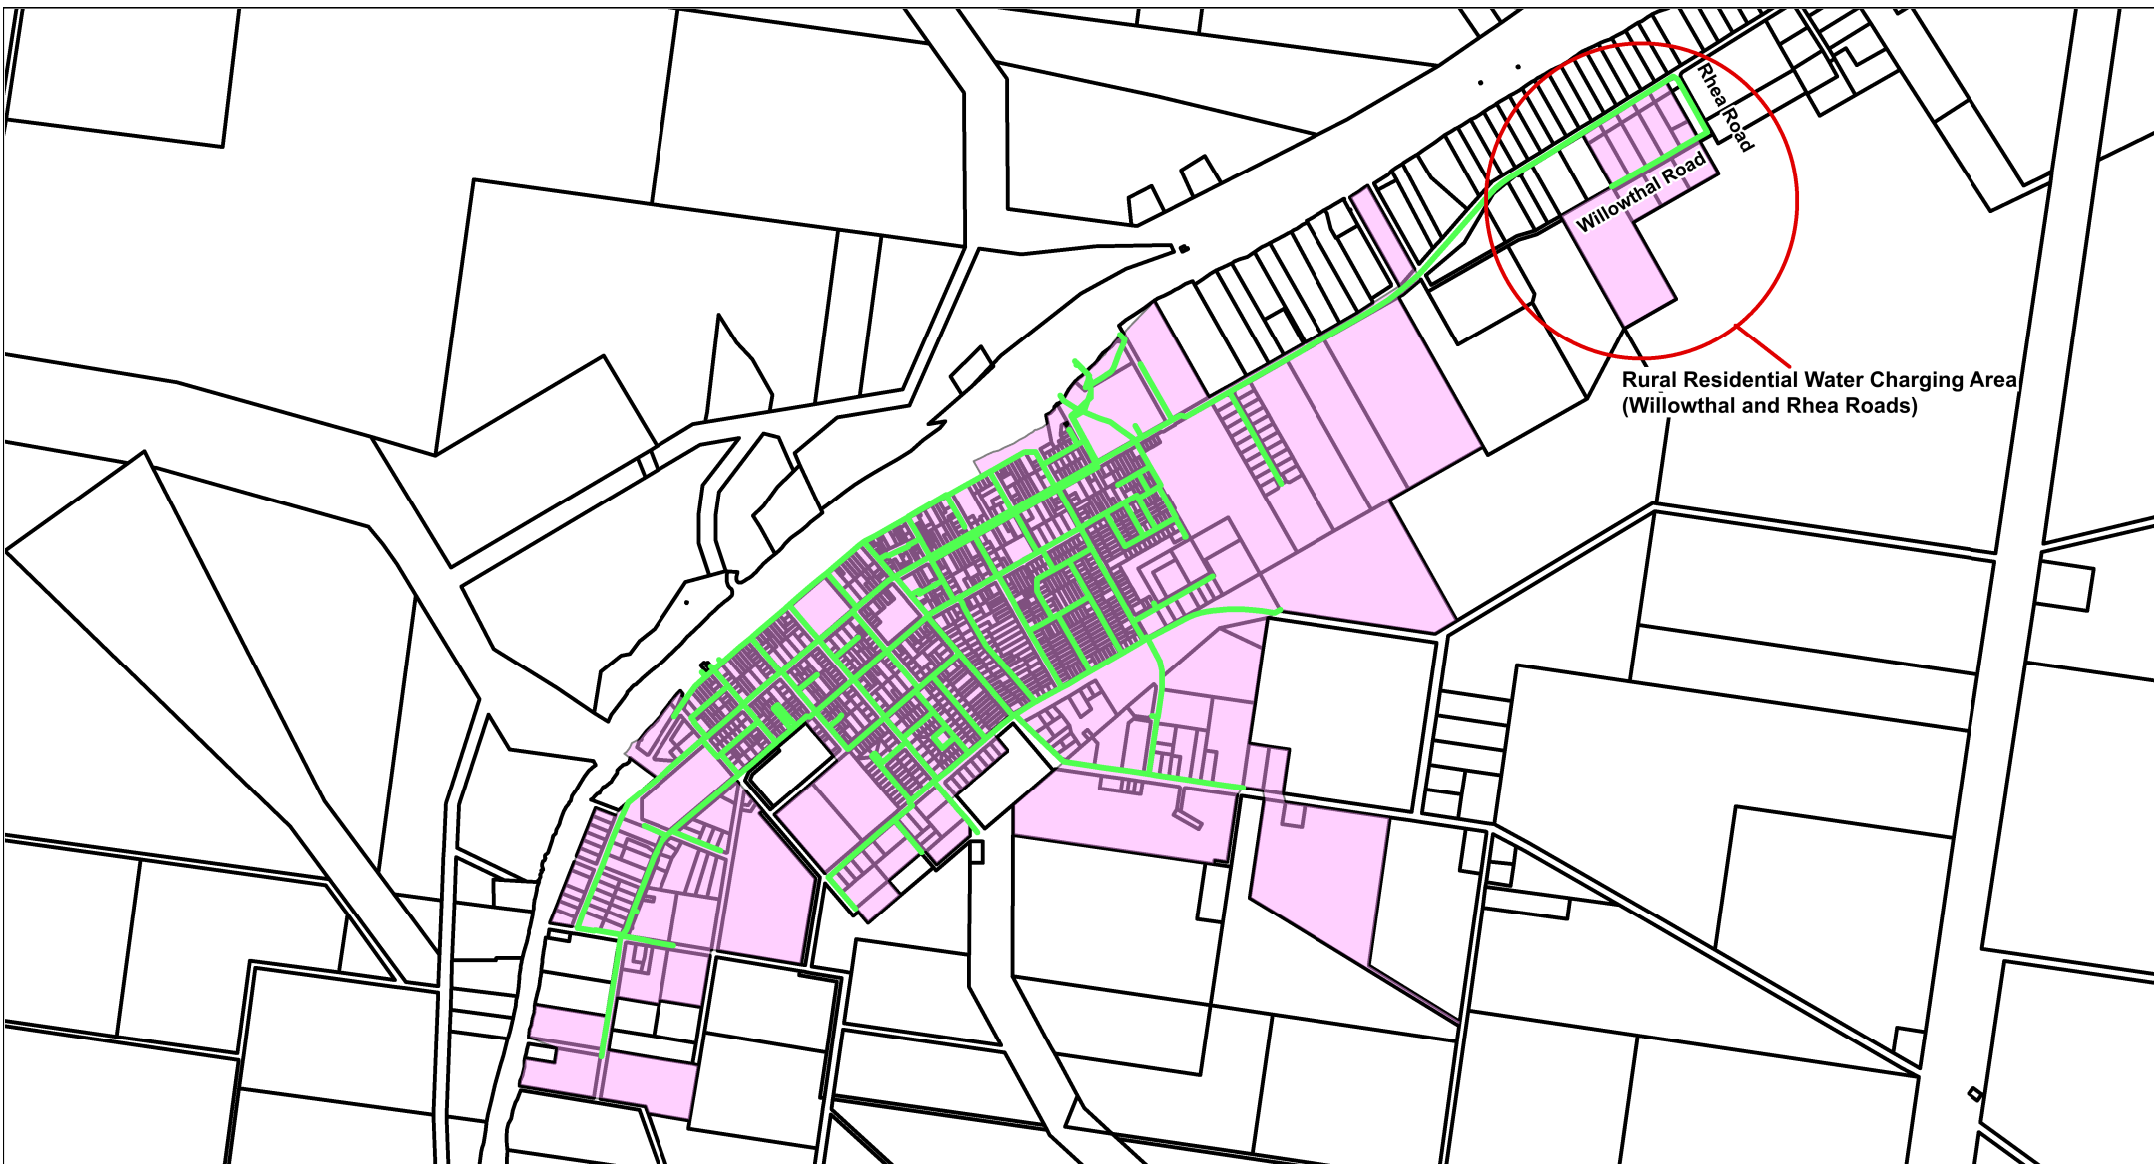 Rhea Road
Willowthal Road
Rural Residential Water Charging Area
(Willowthal and Rhea Roads)